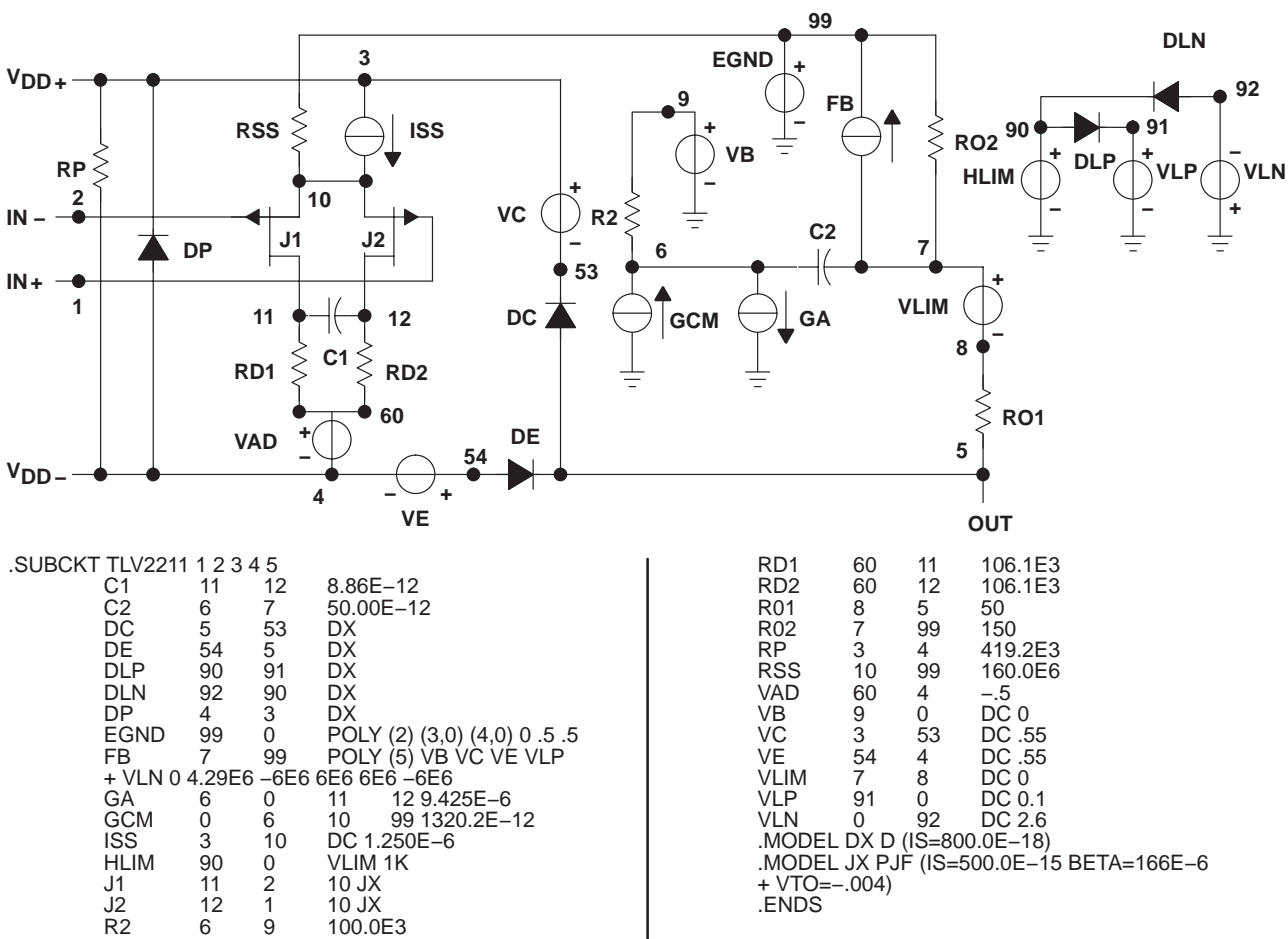 99
3
EGND
+
−
FB
DLN
V DD+
9
92
RSS
ISS
+
VB
−
RO2
90
91
DLP
HLIM
+
−
+
VLP
−
−
VLN
+
RP
2
10
IN −
VC
+
−
R2
C2
J1
J2
DP
6
7
IN +
1
53
GCM
GA
VLIM
+
−
11
12
C1
DC
8
RD1
RD2
60
VAD
+
−
RO1
DE
5
54
V DD −
4
−
+
VE
OUT
.SUBCKT TLV2211 1 2 3 4 5
C1 11 12 8.86E−12
C2 6 7 50.00E−12
DC 5 53 DX
DE 54 5 DX
DLP 90 91 DX
DLN 92 90 DX
DP 4 3 DX
EGND 99 0 POLY (2) (3,0) (4,0) 0 .5 .5
FB 7 99 POLY (5) VB VC VE VLP
+ VLN 0 4.29E6 −6E6 6E6 6E6 −6E6
GA 6 0 11 12 9.425E−6
GCM 0 6 10 99 1320.2E−12
ISS 3 10 DC 1.250E−6
HLIM 90 0 VLIM 1K
J1 11 2 10 JX
J2 12 1 10 JX
R2 6 9 100.0E3
RD1 60 11 106.1E3
RD2 60 12 106.1E3
R01 8 5 50
R02 7 99 150
RP 3 4 419.2E3
RSS 10 99 160.0E6
VAD 60 4 −.5
VB 9 0 DC 0
VC 3 53 DC .55
VE 54 4 DC .55
VLIM 7 8 DC 0
VLP 91 0 DC 0.1
VLN 0 92 DC 2.6
.MODEL DX D (IS=800.0E−18)
.MODEL JX PJF (IS=500.0E−15 BETA=166E−6
+ VTO=−.004)
.ENDS